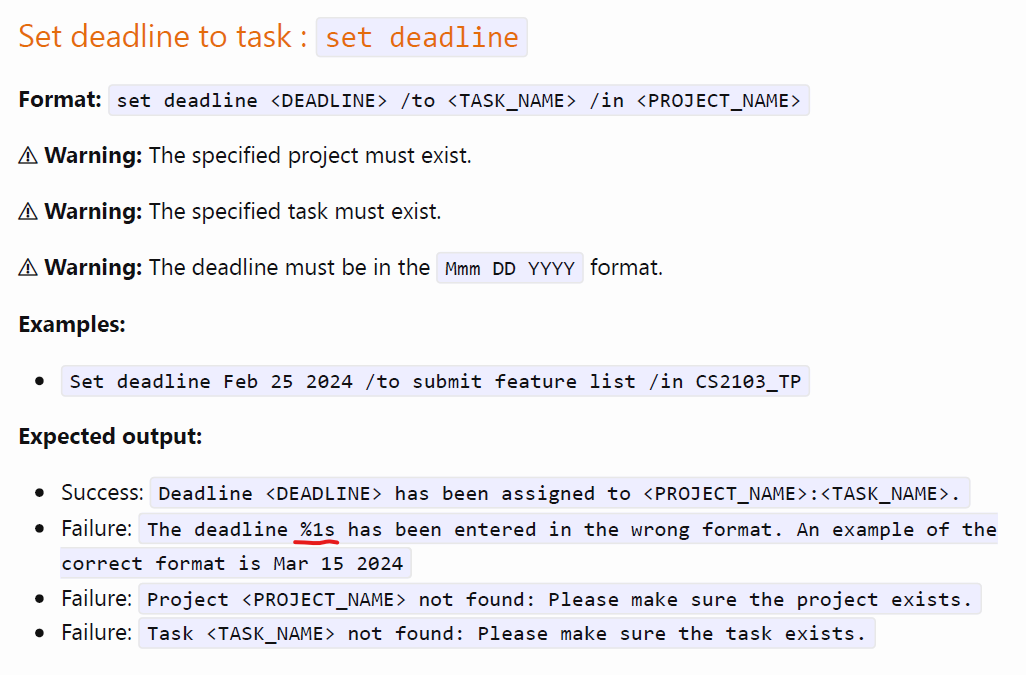 Set deadline to task : set deadline
Format: set deadline <DEADLINE> /to <TASK_NAME> /in <PROJECT_NAME>
⚠ Warning: The specified project must exist.
⚠ Warning: The specified task must exist.
⚠ Warning: The deadline must be in the Mmm DD YYYY format.
Examples:
• Set deadline Feb 25 2024 /to submit feature list /in CS2103_TP
Expected output:
• Success: Deadline <DEADLINE> has been assigned to <PROJECT_NAME>:<TASK_NAME>.
• Failure: The deadline %1s has been entered in the wrong format. An example of the
correct format is Mar 15 2024
• Failure: Project <PROJECT_NAME> not found: Please make sure the project exists.
• Failure: Task <TASK_NAME> not found: Please make sure the task exists.